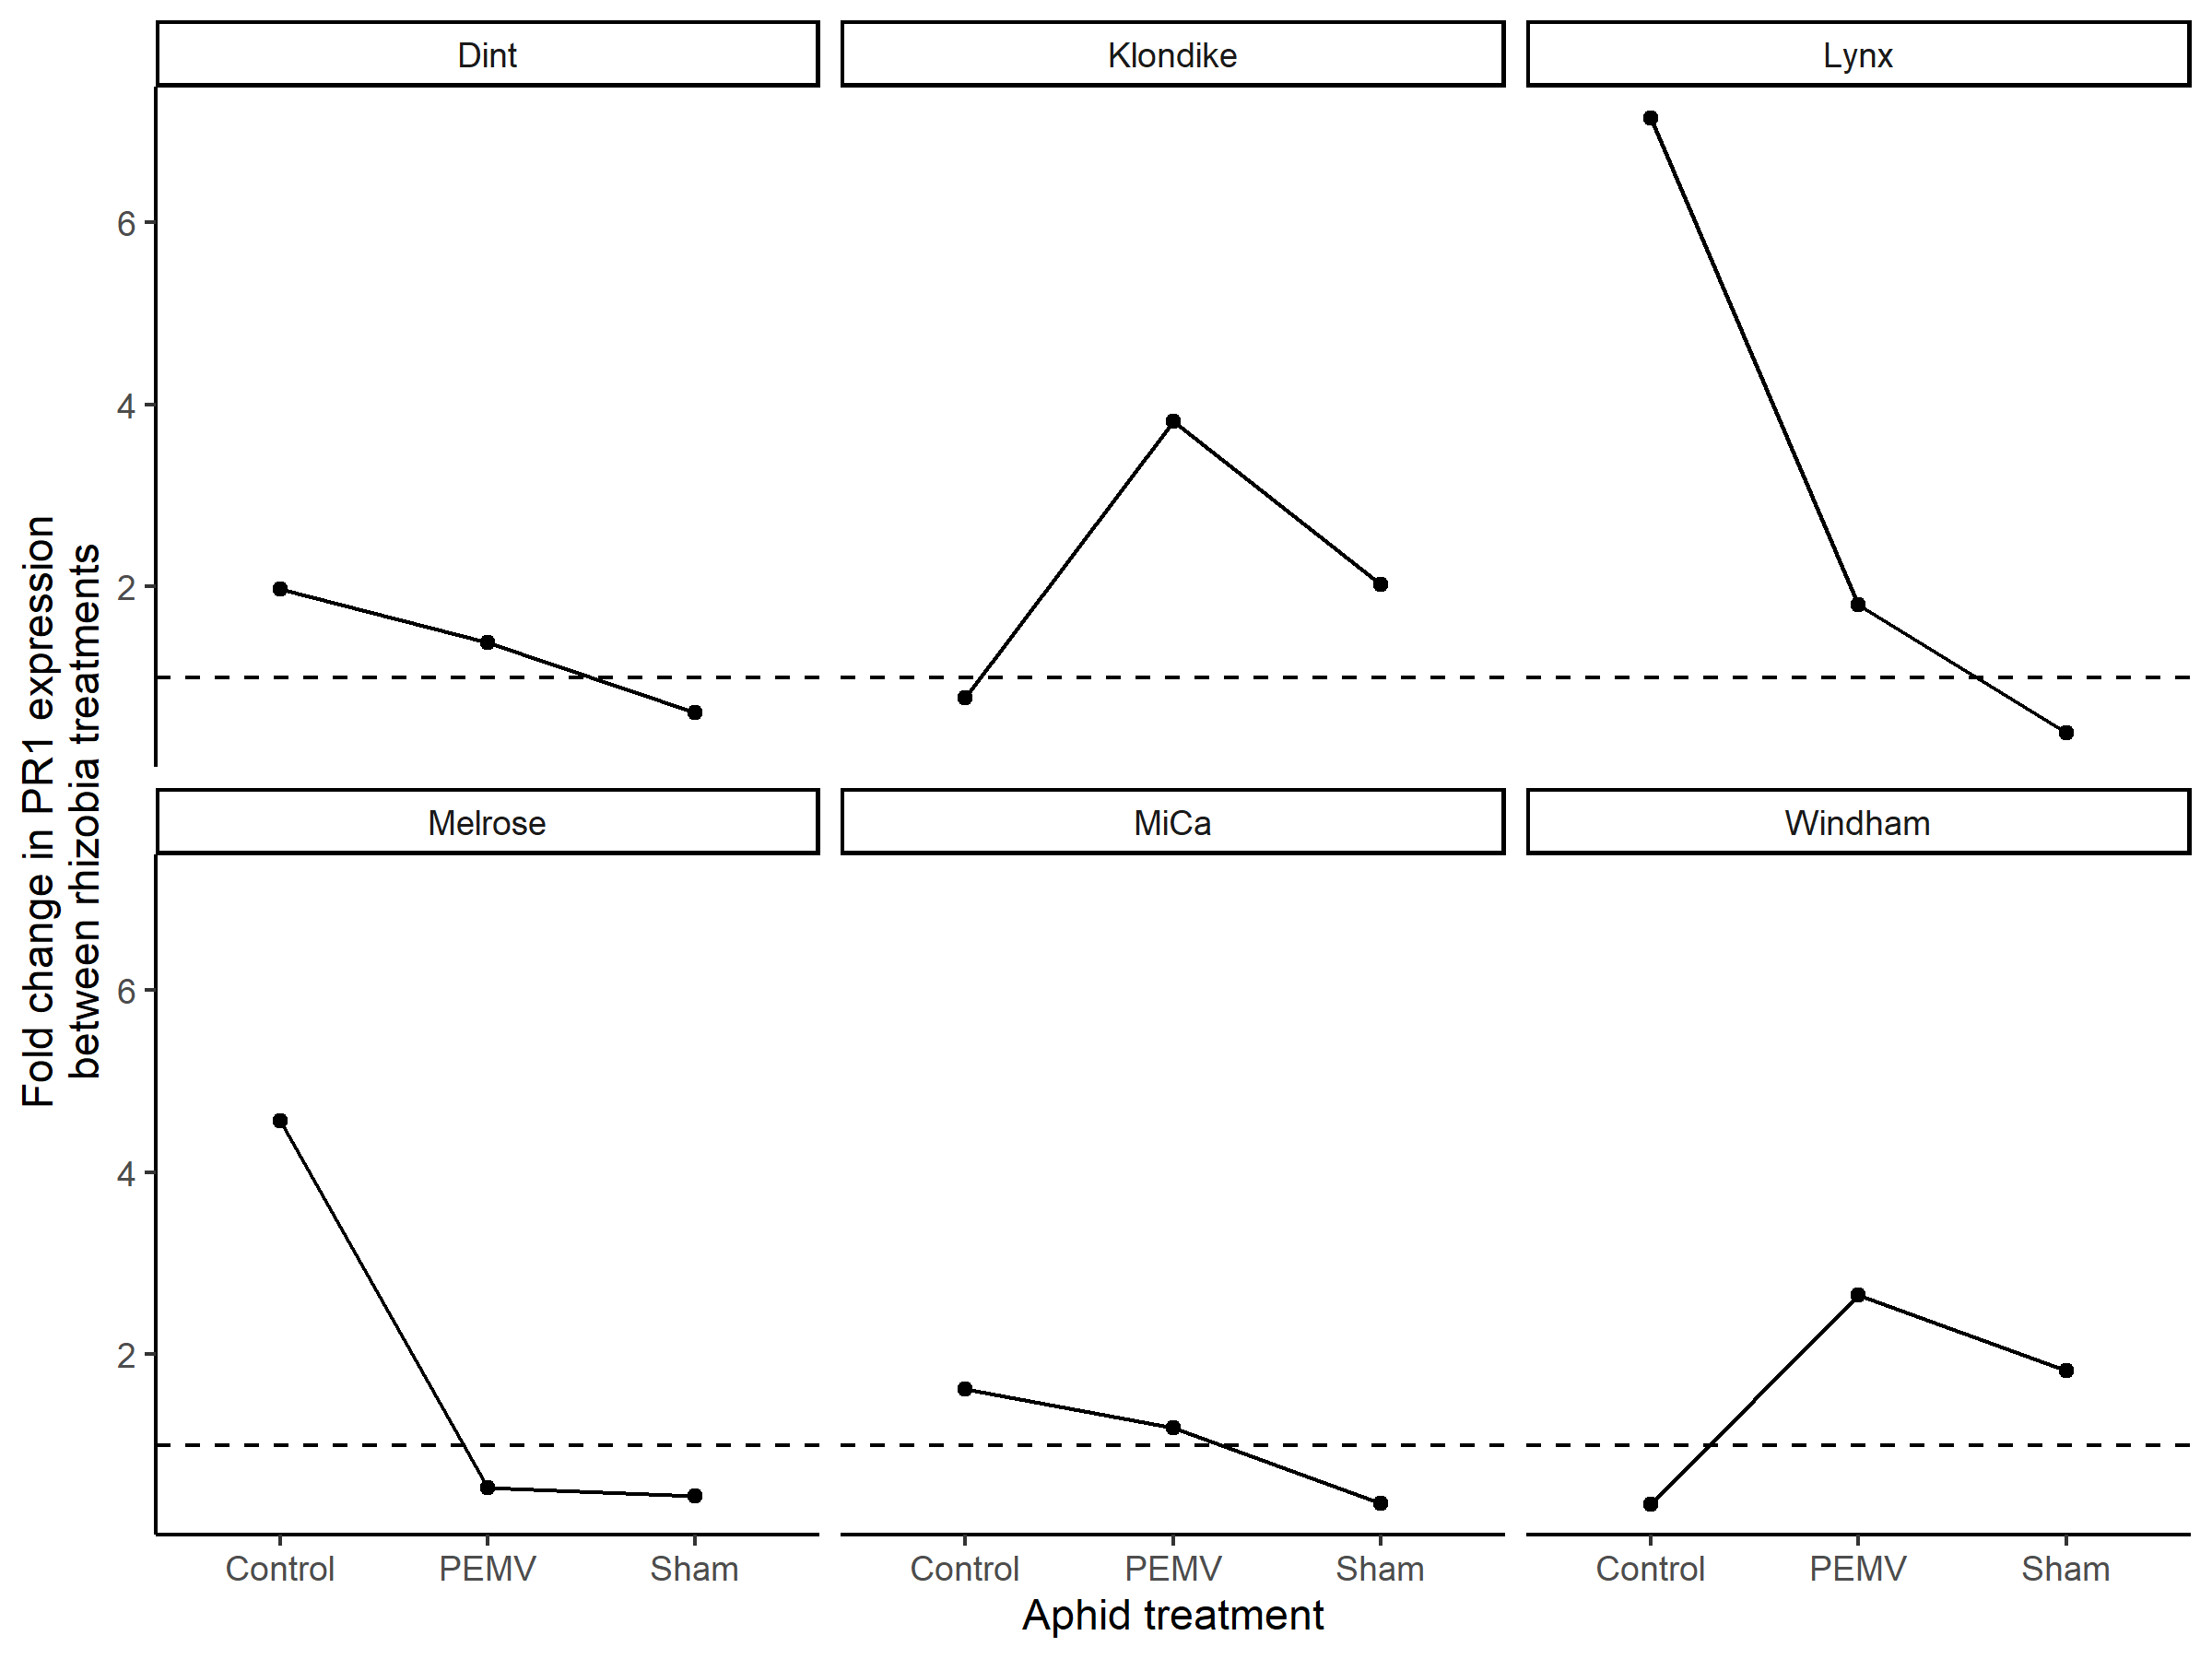 Dint
Klondike
Lynx
6
4
2
Fold change in PR1 expression
between rhizobia treatments
Melrose
MiCa
Windham
6
4
2
Control
PEMV
Sham
Control
PEMV
Sham
Control
PEMV
Sham
Aphid treatment